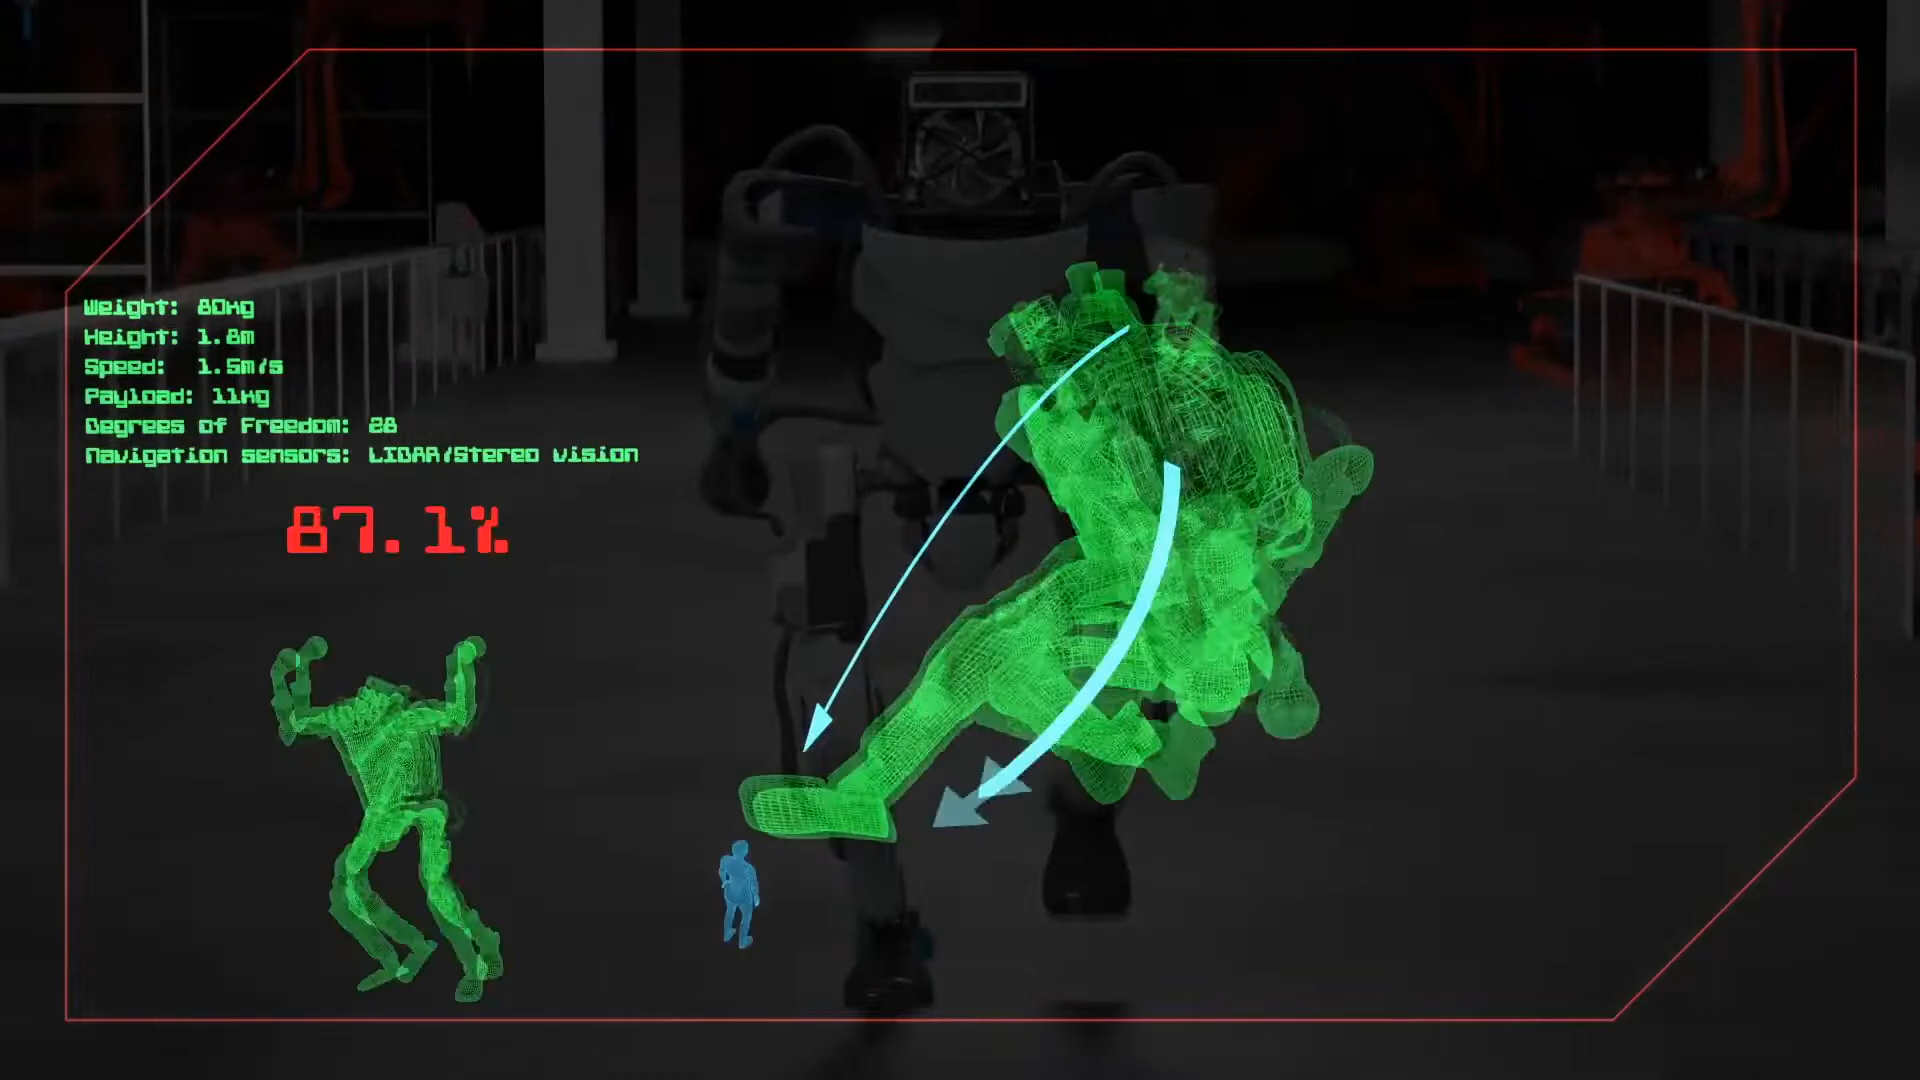 Weight: 80kg
Height: 1.8m
Speed: 1.5m/s
Payload: 11kg
Degrees of Freedom: 28
Navigation sensors: LIDAR/Stereo vision
87.1%